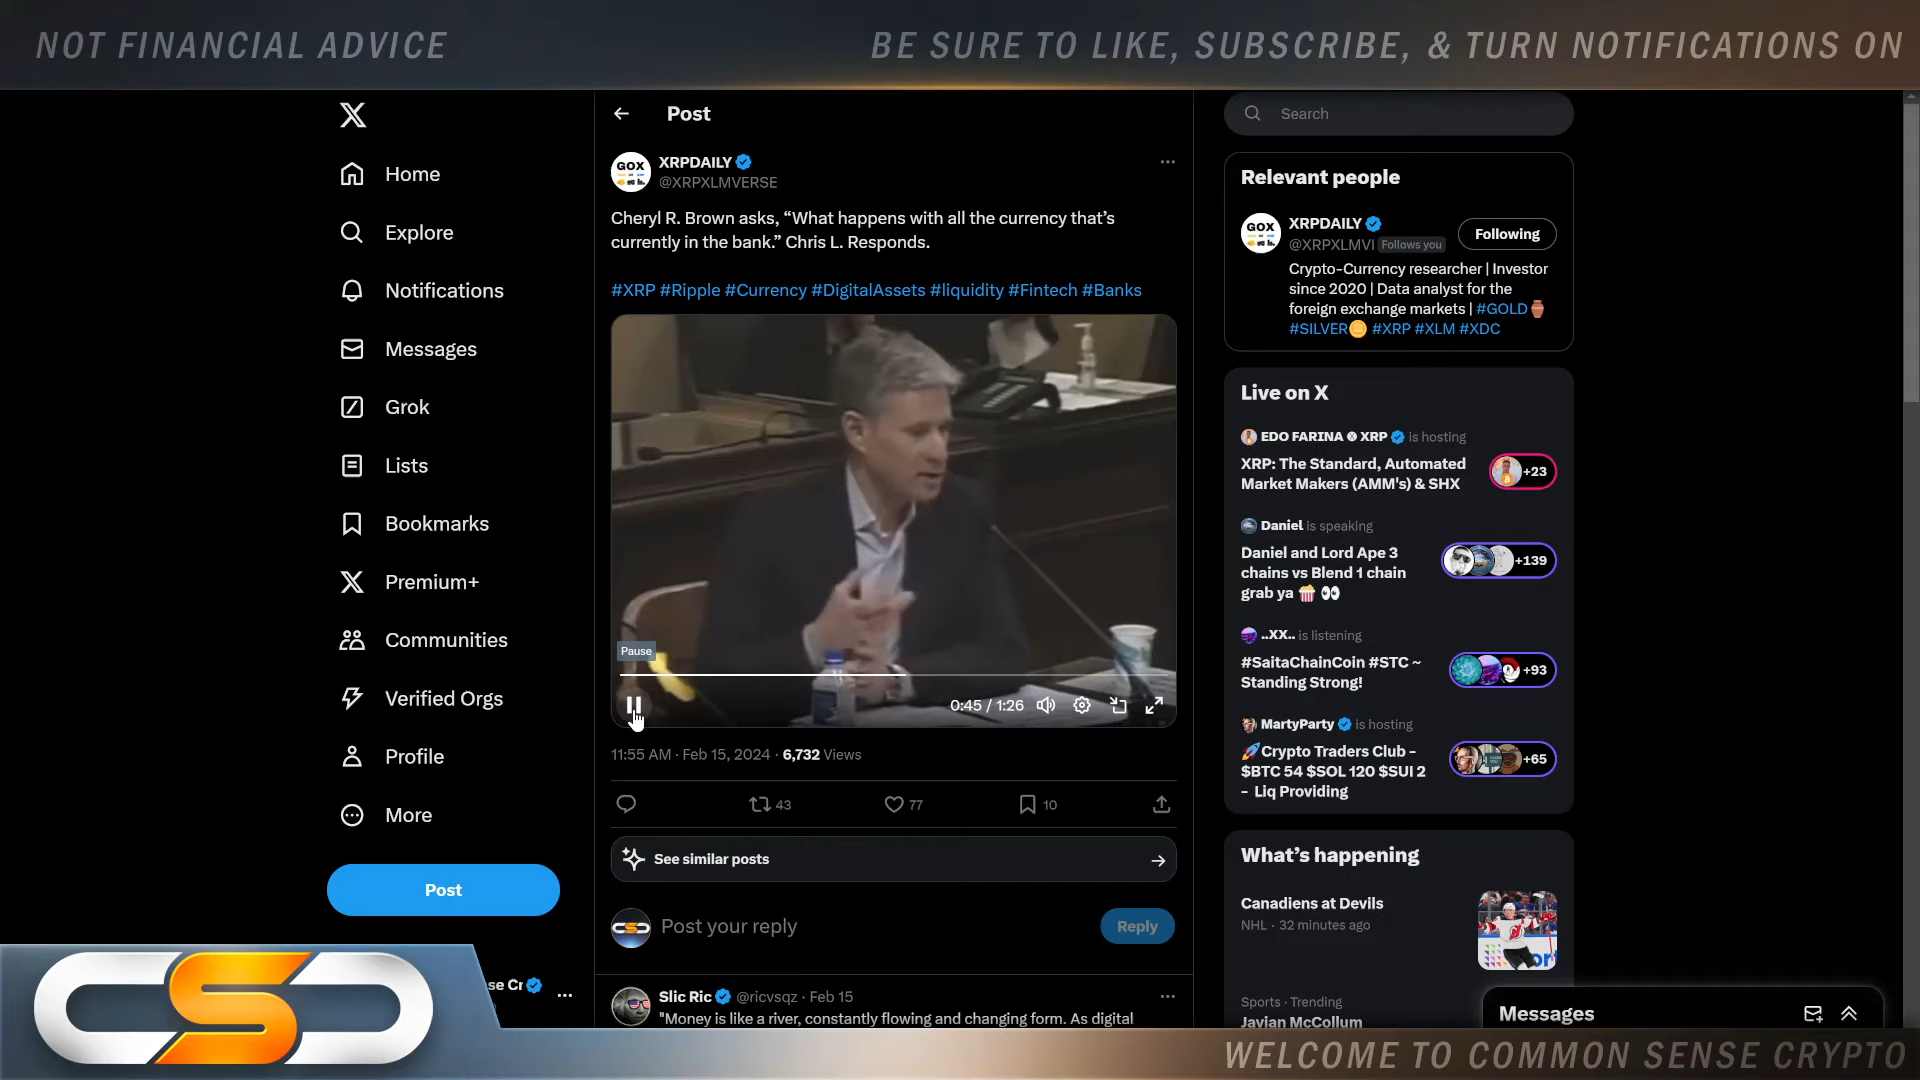 NOT FINANCIAL ADVICE
BE SURE TO LIKE, SUBSCRIBE, & TURN NOTIFICATIONS ON
Home
Explore
Notifications
Messages
Grok
Lists
Bookmarks
Premium+
Communities
Verified Orgs
Profile
More
Post
se Cr
Post
GOX
XRPDAILY
@XRPXLMVERSE
Cheryl R. Brown asks, “What happens with all the currency that’s
currently in the bank.” Chris L. Responds.
#XRP #Ripple #Currency #DigitalAssets #liquidity #Fintech #Banks
Pause
0:45 / 1:26
11:55 AM · Feb 15, 2024 · 6,732 Views
43
77
10
See similar posts
Post your reply
Reply
Slic Ric @ricvsqz · Feb 15
"Money is like a river, constantly flowing and changing form. As digital
Search
Relevant people
GOX
XRPDAILY
@XRPXLMVI Follows you
Following
Crypto-Currency researcher | Investor
since 2020 | Data analyst for the
foreign exchange markets | #GOLD
#SILVER #XRP #XLM #XDC
Live on X
EDO FARINA XRP is hosting
XRP: The Standard, Automated
Market Makers (AMM's) & SHX
+23
Daniel is speaking
Daniel and Lord Ape 3
chains vs Blend 1 chain
grab ya
+139
..XX.. is listening
#SaitaChainCoin #STC ~
Standing Strong!
+93
MartyParty is hosting
Crypto Traders Club -
$BTC 54 $SOL 120 $SUI 2
- Liq Providing
+65
What’s happening
Canadiens at Devils
NHL · 32 minutes ago
Sports · Trending
Javian McCollum
Messages
CSC
WELCOME TO COMMON SENSE CRYPTO